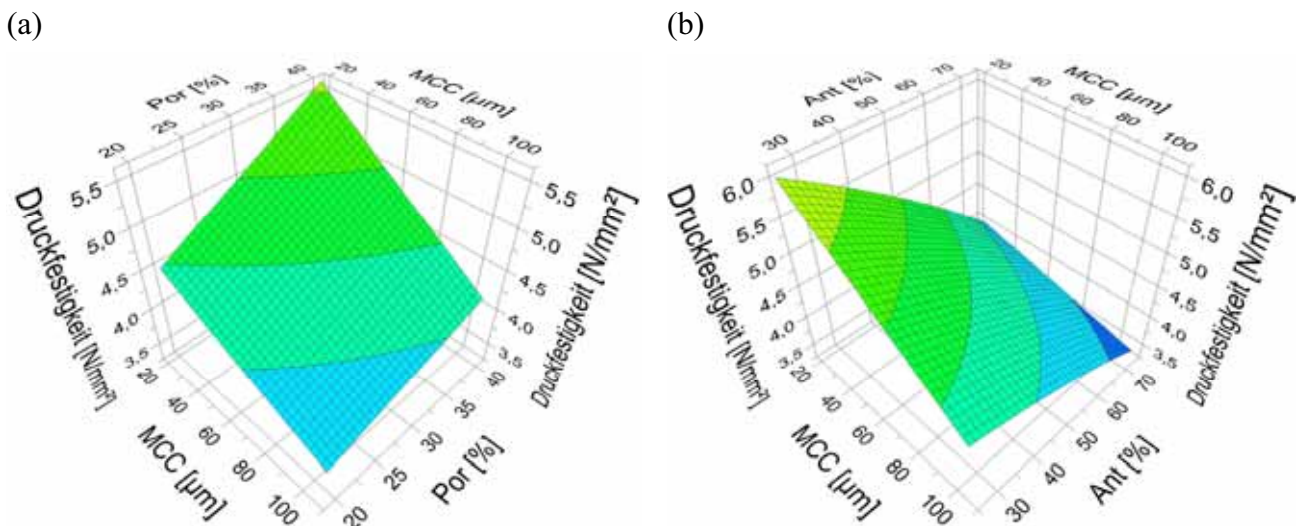 (a)
(b)
Por [%]
20 25 30 35 40
MCC [µm]
20 40 60 80 100
Druckfestigkeit [N/mm²]
5,5
5,0
4,5
4,0
3,5
Druckfestigkeit [N/mm²]
5,5
5,0
4,5
4,0
3,5
MCC [µm]
20 40 60 80 100
Por [%]
20 25 30 35 40
Ant [%]
30 40 50 60 70
MCC [µm]
20 40 60 80 100
Druckfestigkeit [N/mm²]
6,0
5,5
5,0
4,5
4,0
3,5
Druckfestigkeit [N/mm²]
6,0
5,5
5,0
4,5
4,0
3,5
MCC [µm]
20 40 60 80 100
Ant [%]
30 40 50 60 70